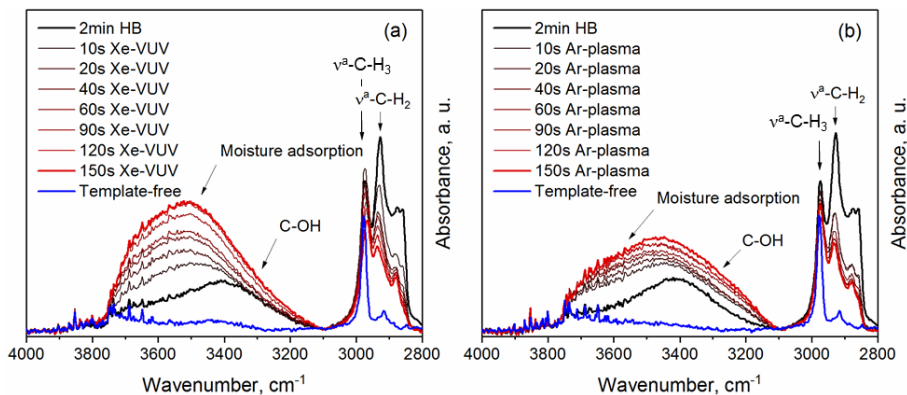 2min HB
10s Xe-VUV
20s Xe-VUV
40s Xe-VUV
60s Xe-VUV
90s Xe-VUV
120s Xe-VUV
150s Xe-VUV
Template-free
(a)
νᵃ-C-H₃
νᵃ-C-H₂
Moisture adsorption
C-OH
4000 3800 3600 3400 3200 3000 2800
Wavenumber, cm⁻¹
Absorbance, a. u.
2min HB
10s Ar-plasma
20s Ar-plasma
40s Ar-plasma
60s Ar-plasma
90s Ar-plasma
120s Ar-plasma
150s Ar-plasma
Template-free
(b)
νᵃ-C-H₂
νᵃ-C-H₃
Moisture adsorption
C-OH
4000 3800 3600 3400 3200 3000 2800
Wavenumber, cm⁻¹
Absorbance, a. u.